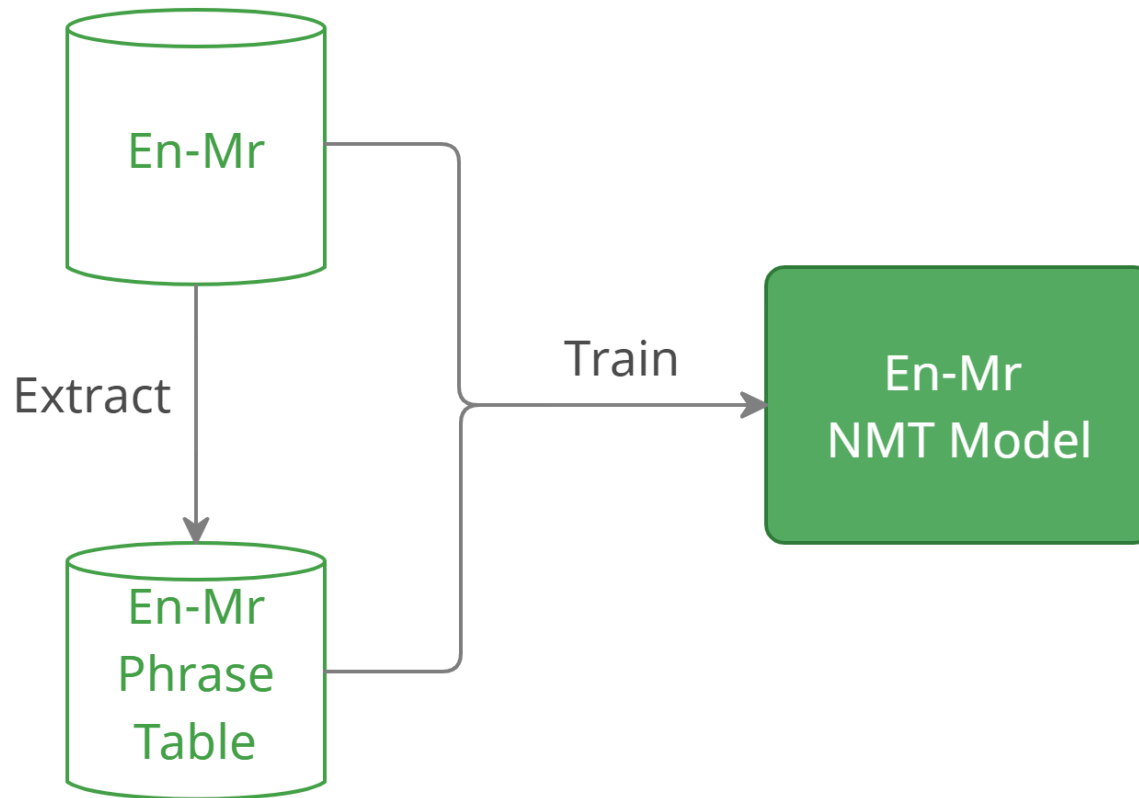 En-Mr
Extract
Train
En-Mr
NMT Model
En-Mr
Phrase
Table